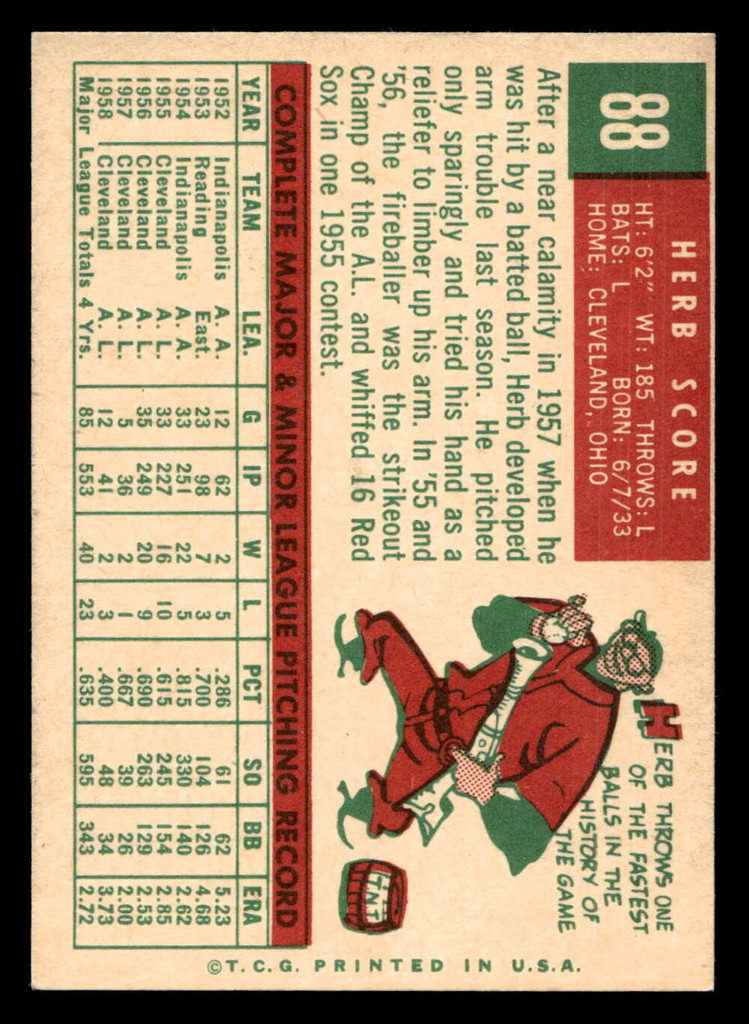 88
HERB SCORE
HT: 6'2" WT: 185 THROWS: L
BATS: L BORN: 6/7/33
HOME: CLEVELAND, OHIO
After a near calamity in 1957 when he
was hit by a batted ball, Herb developed
arm trouble last season. He pitched
only sparingly and tried his hand as a
reliefer to limber up his arm. In '55 and
'56, the fireballer was the strikeout
Champ of the A.L. and whiffed 16 Red
Sox in one 1955 contest.
HERB THROWS ONE
OF THE FASTEST
BALLS IN THE
HISTORY OF
THE GAME
TNT
COMPLETE MAJOR & MINOR LEAGUE PITCHING RECORD
YEAR TEAM LEA. G IP W L PCT SO BB ERA
1952 Indianapolis A. A. 12 62 2 5 .286 61 62 5.23
1953 Reading East. 23 98 7 3 .700 104 126 4.68
1954 Indianapolis A. A. 33 251 22 5 .815 330 140 2.62
1955 Cleveland A. L. 33 227 16 10 .615 245 154 2.85
1956 Cleveland A. L. 35 249 20 9 .690 263 129 2.53
1957 Cleveland A. L. 5 36 2 1 .667 39 26 2.00
1958 Cleveland A. L. 12 41 2 3 .400 48 34 3.73
Major League Totals 4 Yrs. 85 553 40 23 .635 595 343 2.72
©T.C.G. PRINTED IN U.S.A.